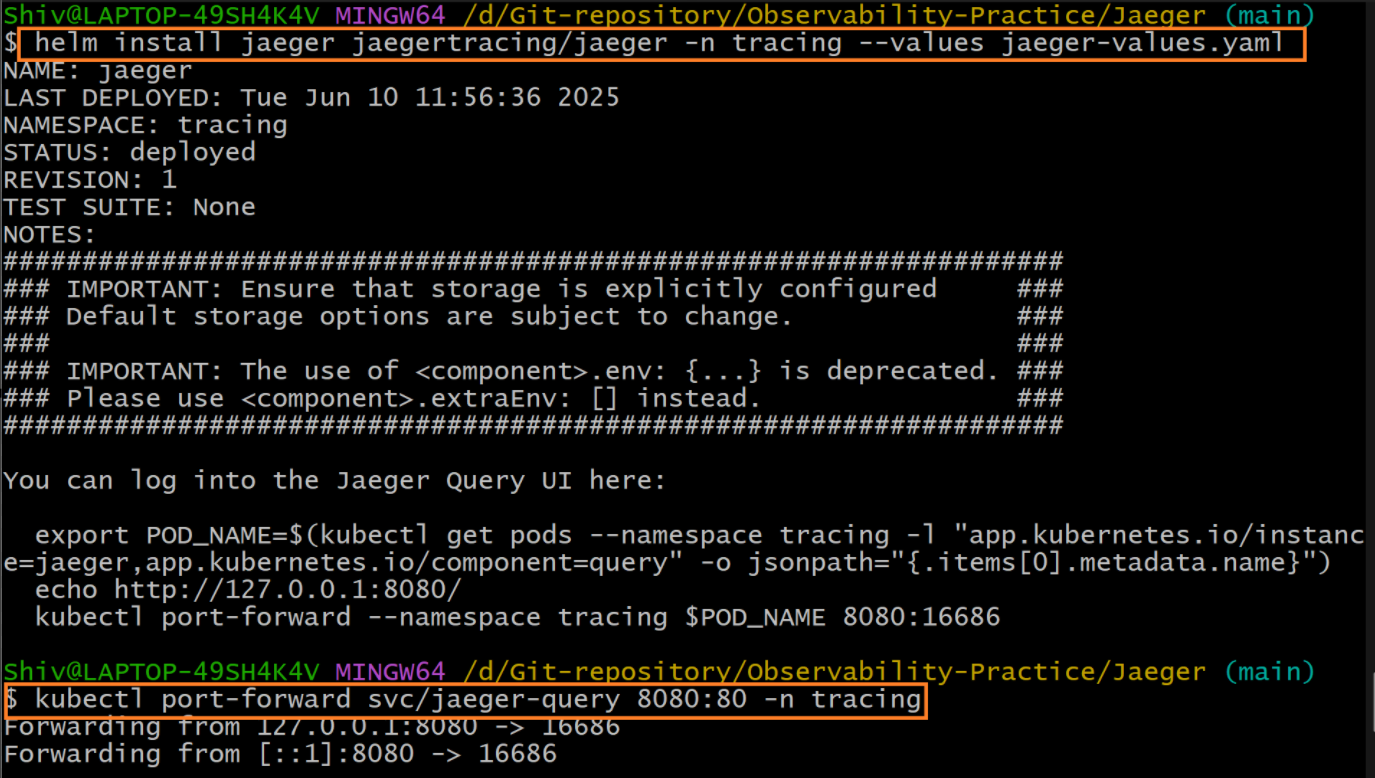 Shiv@LAPTOP-49SH4K4V MINGW64 /d/Git-repository/Observability-Practice/Jaeger (main)
$ helm install jaeger jaegertracing/jaeger -n tracing --values jaeger-values.yaml
NAME: jaeger
LAST DEPLOYED: Tue Jun 10 11:56:36 2025
NAMESPACE: tracing
STATUS: deployed
REVISION: 1
TEST SUITE: None
NOTES:
###################################################################
### IMPORTANT: Ensure that storage is explicitly configured     ###
### Default storage options are subject to change.              ###
###                                                             ###
### IMPORTANT: The use of <component>.env: {...} is deprecated. ###
### Please use <component>.extraEnv: [] instead.                ###
###################################################################
You can log into the Jaeger Query UI here:
  export POD_NAME=$(kubectl get pods --namespace tracing -l "app.kubernetes.io/instanc
e=jaeger,app.kubernetes.io/component=query" -o jsonpath="{.items[0].metadata.name}")
  echo http://127.0.0.1:8080/
  kubectl port-forward --namespace tracing $POD_NAME 8080:16686
Shiv@LAPTOP-49SH4K4V MINGW64 /d/Git-repository/Observability-Practice/Jaeger (main)
$ kubectl port-forward svc/jaeger-query 8080:80 -n tracing
Forwarding from 127.0.0.1:8080 -> 16686
Forwarding from [::1]:8080 -> 16686